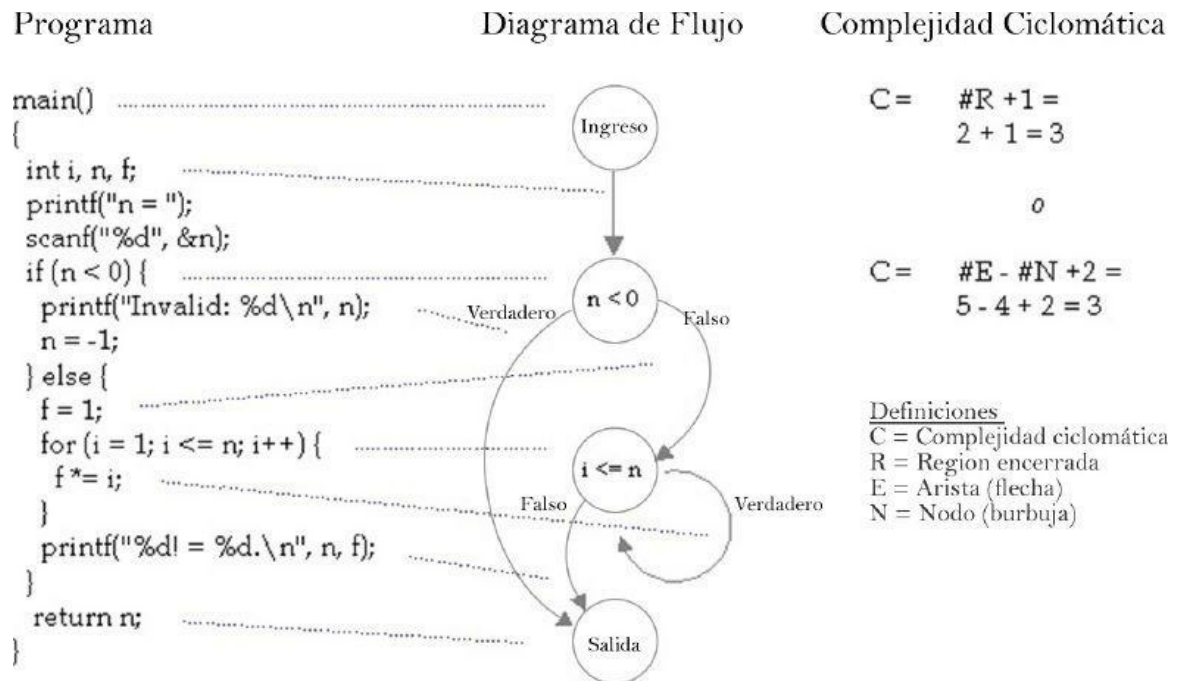 Programa
Diagrama de Flujo
Complejidad Ciclomática
main()
{
int i, n, f;
printf("n = ");
scanf("%d", &n);
if (n < 0) {
printf("Invalid: %d\n", n);
n = -1;
} else {
f = 1;
for (i = 1; i <= n; i++) {
f *= i;
}
printf("%d! = %d.\n", n, f);
}
return n;
}
Ingreso
n < 0
Verdadero
Falso
i <= n
Falso
Verdadero
Salida
C = #R +1 =
2 + 1 = 3
o
C = #E - #N +2 =
5 - 4 + 2 = 3
Definiciones
C = Complejidad ciclomática
R = Region encerrada
E = Arista (flecha)
N = Nodo (burbuja)